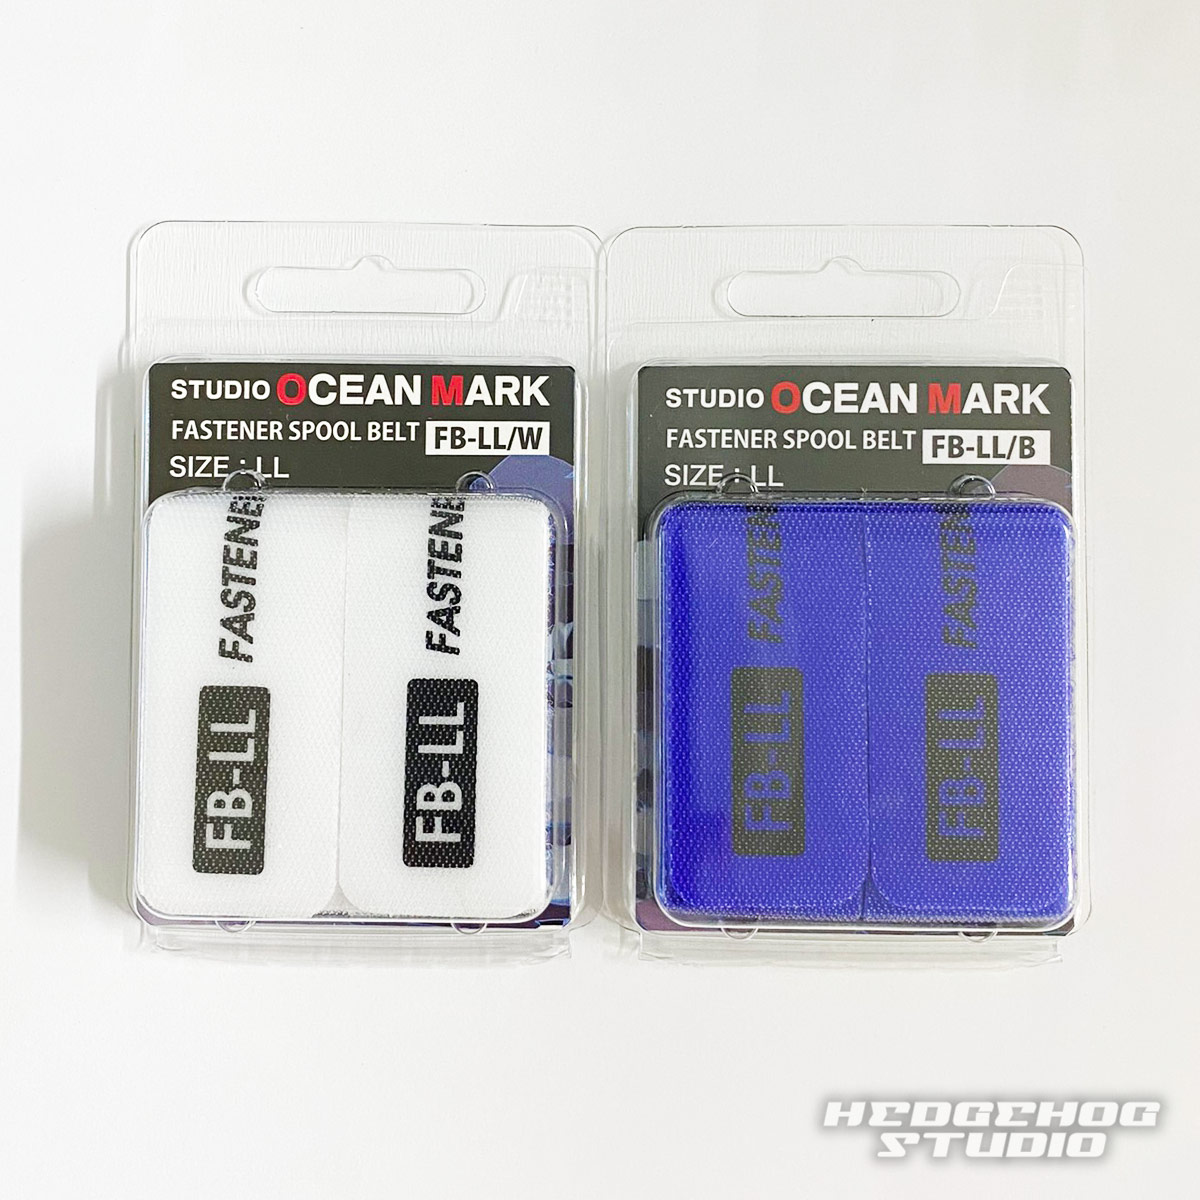 STUDIO OCEAN MARK
FASTENER SPOOL BELT FB-LL/W
SIZE : LL
FB-LL FASTENE
FB-LL FASTENE
STUDIO OCEAN MARK
FASTENER SPOOL BELT FB-LL/B
SIZE : LL
FB-LL FASTEN
FB-LL FASTEN
HEDGEHOG
STUDIO